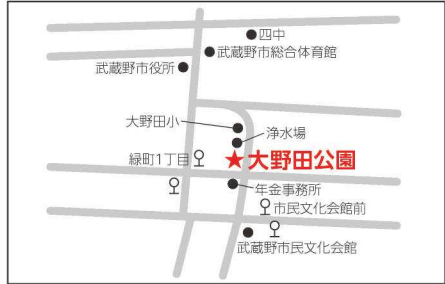 四中
武蔵野市総合体育館
武蔵野市役所
大野田小
浄水場
緑町1丁目
大野田公園
年金事務所
市民文化会館前
武蔵野市民文化会館